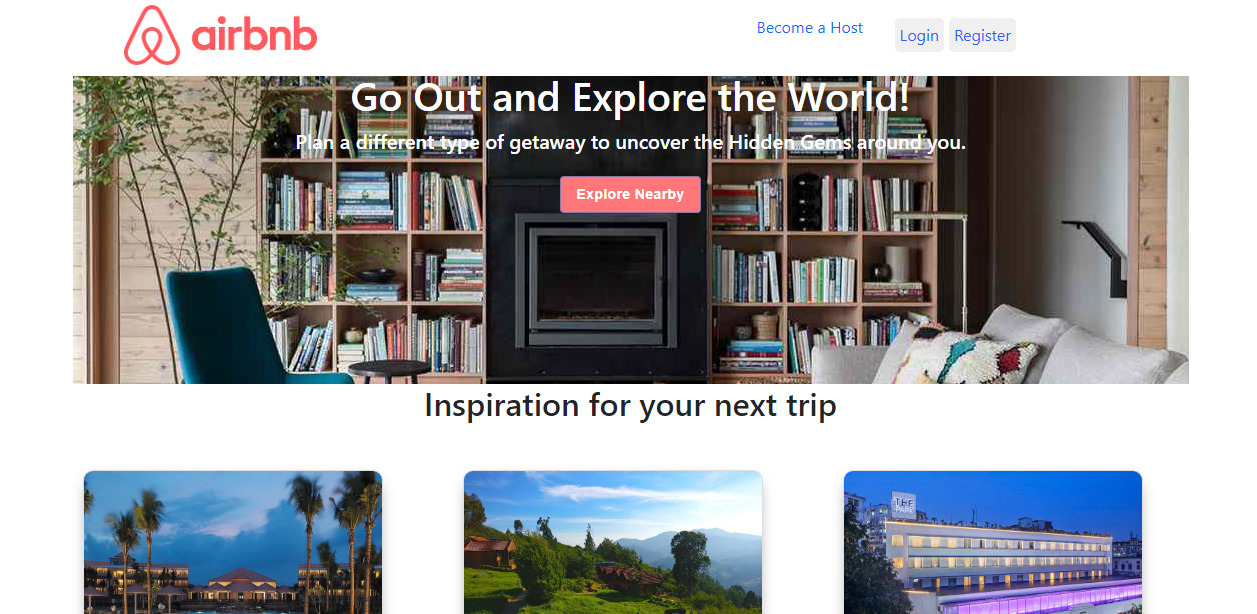 airbnb
Become a Host
Login
Register
Go Out and Explore the World!
Plan a different type of getaway to uncover the Hidden Gems around you.
Explore Nearby
Inspiration for your next trip
THE
PARK